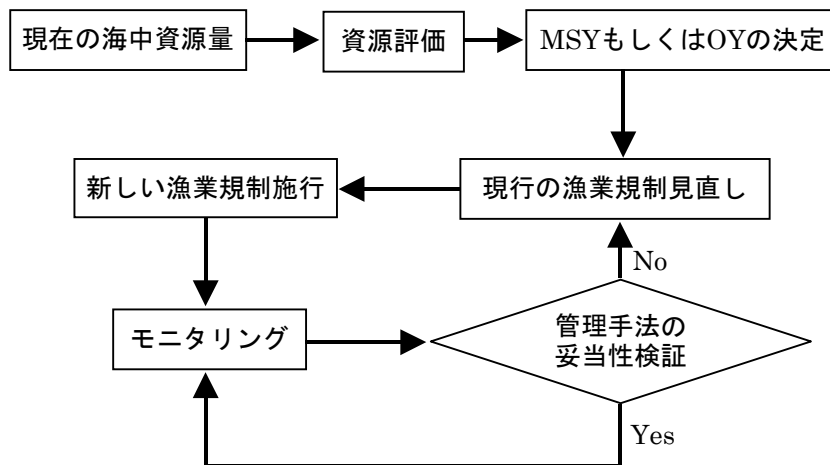 現在の海中資源量
資源評価
MSYもしくはOYの決定
現行の漁業規制見直し
新しい漁業規制施行
モニタリング
管理手法の
妥当性検証
No
Yes